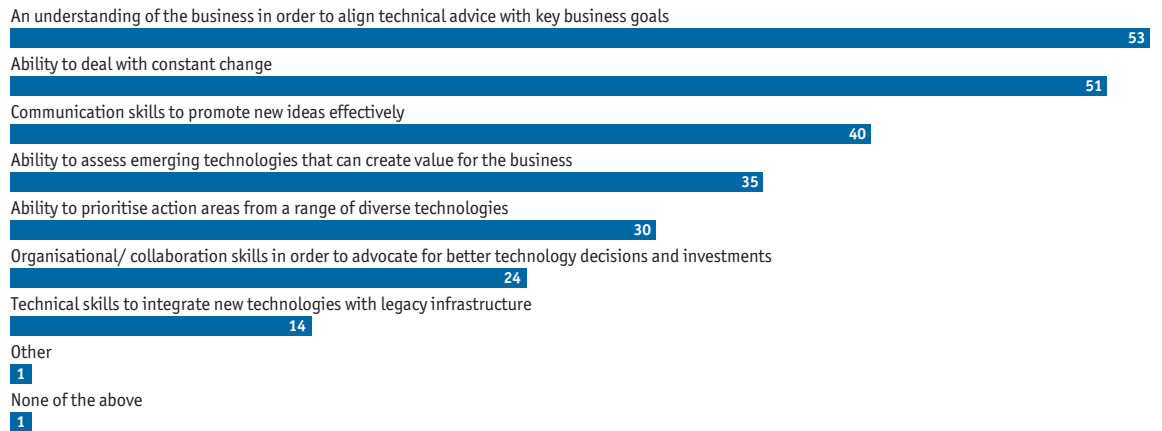 An understanding of the business in order to align technical advice with key business goals
53
Ability to deal with constant change
51
Communication skills to promote new ideas effectively
40
Ability to assess emerging technologies that can create value for the business
35
Ability to prioritise action areas from a range of diverse technologies
30
Organisational/ collaboration skills in order to advocate for better technology decisions and investments
24
Technical skills to integrate new technologies with legacy infrastructure
14
Other
1
None of the above
1